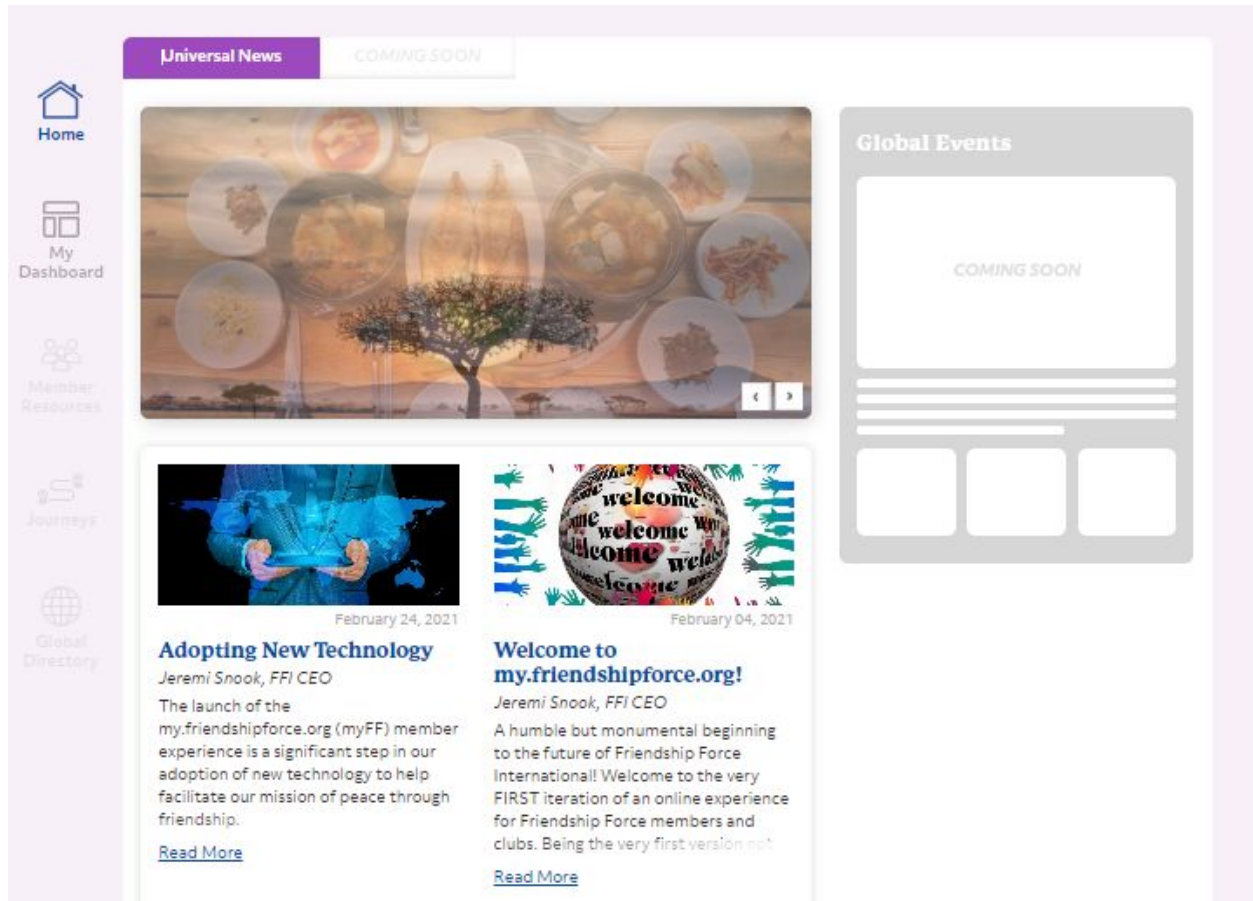 Universal News
COMING SOON
Home
My
Dashboard
Member
Resources
Journeys
Global
Directory
Global Events
COMING SOON
welcome
welcome
welcome
February 24, 2021
Adopting New Technology
Jeremi Snook, FFI CEO
The launch of the
my.friendshipforce.org (myFF) member
experience is a significant step in our
adoption of new technology to help
facilitate our mission of peace through
friendship.
Read More
February 04, 2021
Welcome to
my.friendshipforce.org!
Jeremi Snook, FFI CEO
A humble but monumental beginning
to the future of Friendship Force
International! Welcome to the very
FIRST iteration of an online experience
for Friendship Force members and
clubs. Being the very first version not
Read More